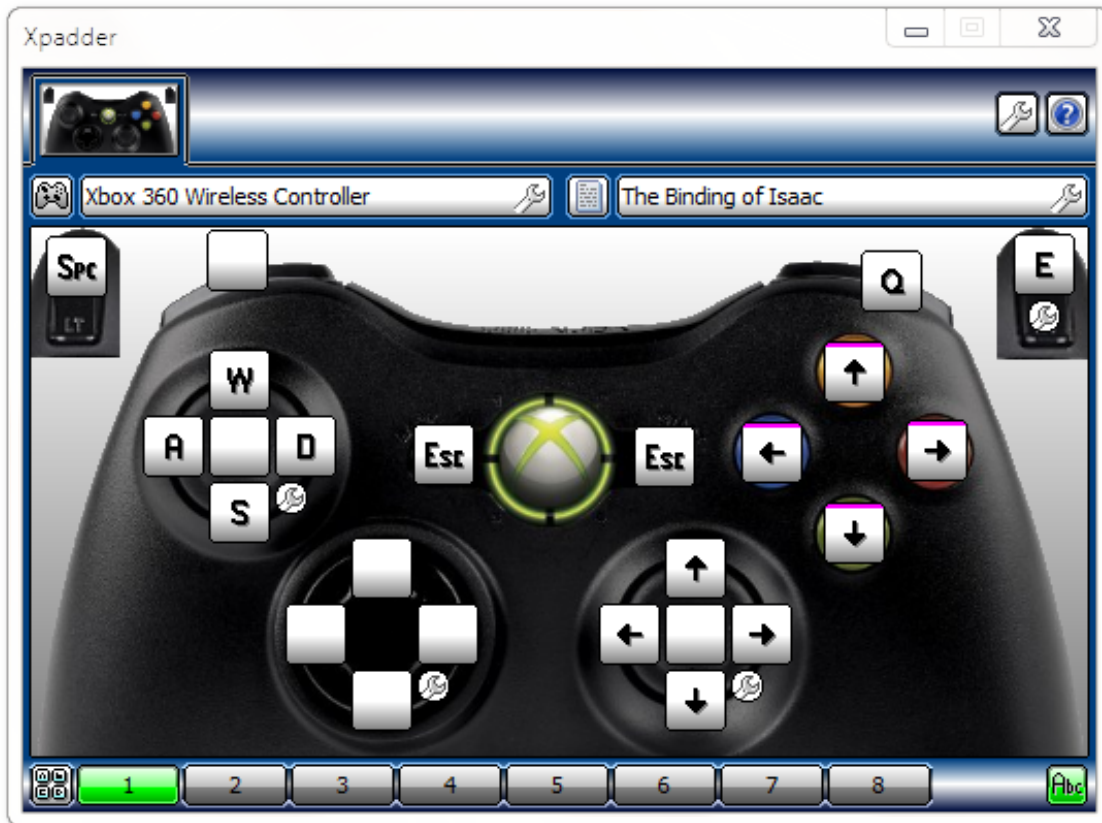 Xpadder
Xbox 360 Wireless Controller
The Binding of Isaac
Spc
E
LT
Q
W
A
D
S
Esc
Esc
1 2 3 4 5 6 7 8
Abc